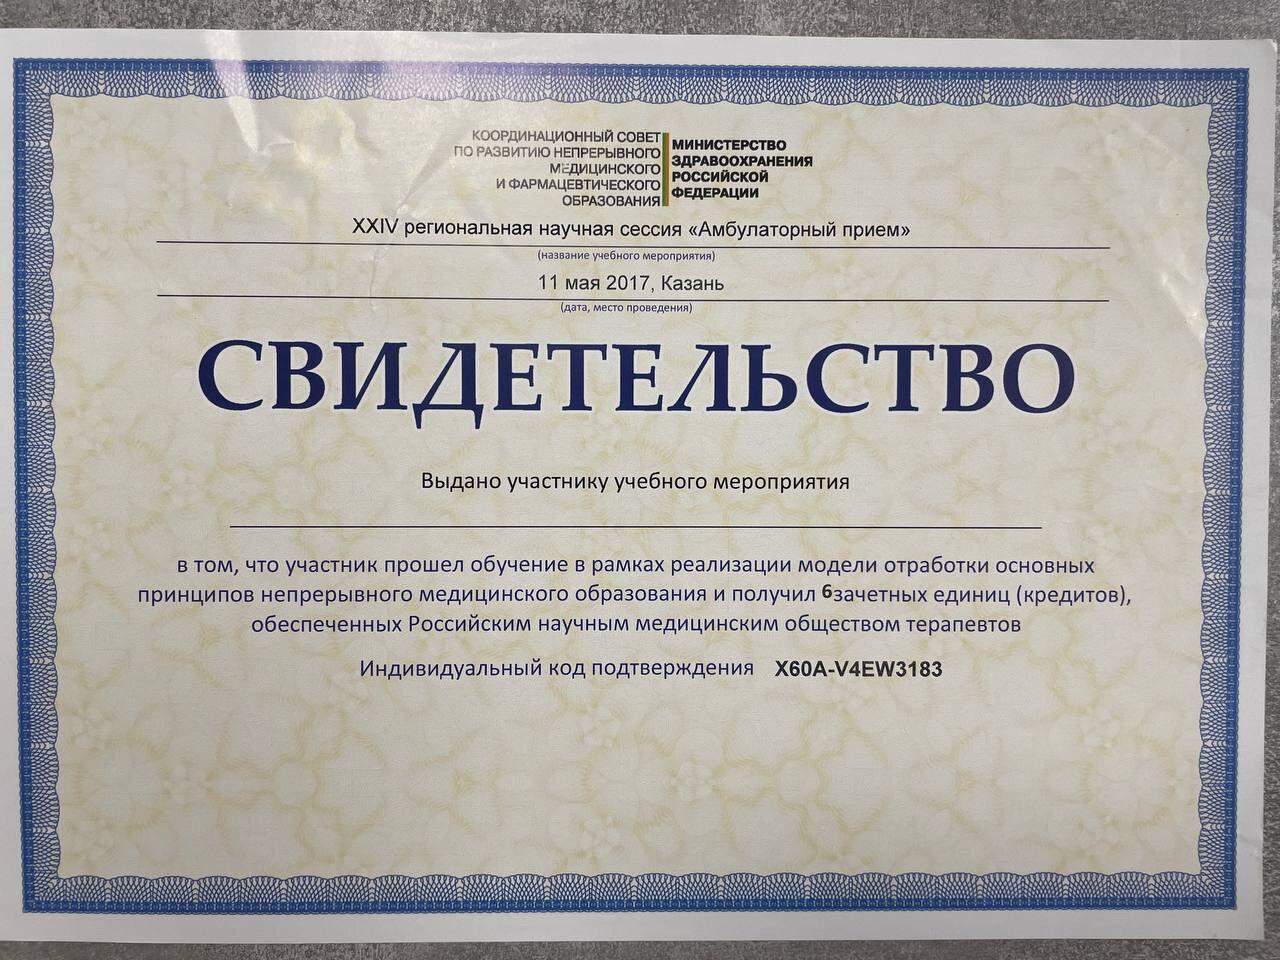 КООРДИНАЦИОННЫЙ СОВЕТ
ПО РАЗВИТИЮ НЕПРЕРЫВНОГО
МЕДИЦИНСКОГО
И ФАРМАЦЕВТИЧЕСКОГО
ОБРАЗОВАНИЯ
МИНИСТЕРСТВО
ЗДРАВООХРАНЕНИЯ
РОССИЙСКОЙ
ФЕДЕРАЦИИ
XXIV региональная научная сессия «Амбулаторный прием»
(название учебного мероприятия)
11 мая 2017, Казань
(дата, место проведения)
СВИДЕТЕЛЬСТВО
Выдано участнику учебного мероприятия
в том, что участник прошел обучение в рамках реализации модели отработки основных
принципов непрерывного медицинского образования и получил 6зачетных единиц (кредитов),
обеспеченных Российским научным медицинским обществом терапевтов
Индивидуальный код подтверждения X60A-V4EW3183